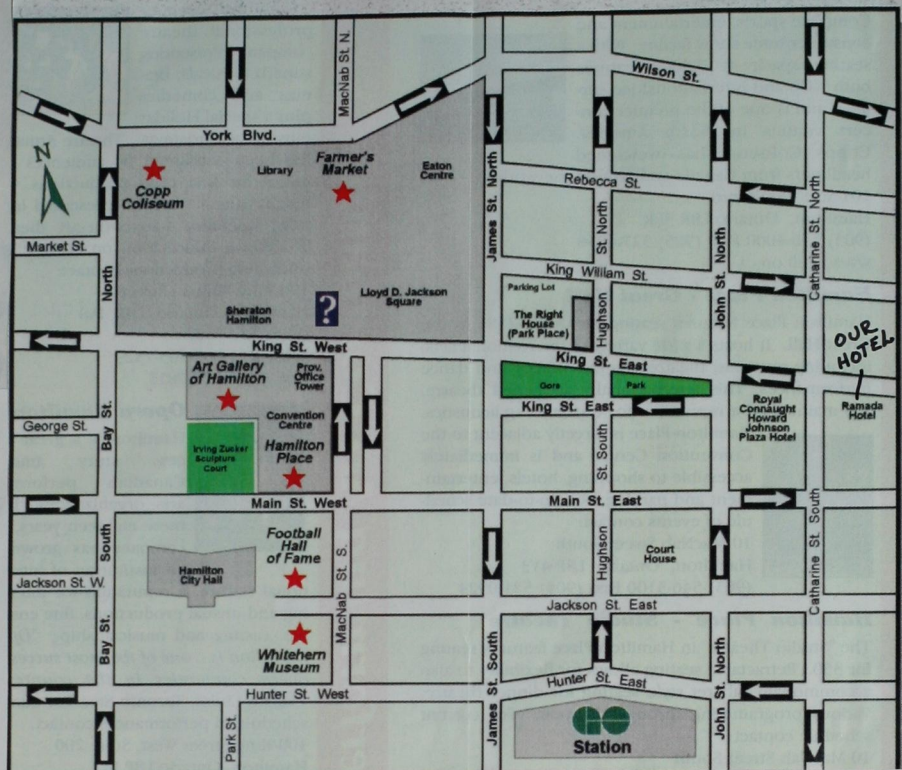 MacNab St. N.
Wilson St.
York Blvd.
N
Copp
Coliseum
Library
Farmer's
Market
Eaton
Centre
Rebecca St.
James St. North
St. North
Catharine St. North
Market St.
North
King William St.
John St. North
Hughson
Parking Lot
The Right
House
(Park Place)
Sheraton
Hamilton
?
Lloyd D. Jackson
Square
OUR
HOTEL
King St. West
King St. East
Art Gallery
of Hamilton
Prov.
Office
Tower
Gore
Park
King St. East
Royal
Connaught
Howard
Johnson
Plaza Hotel
Ramada
Hotel
George St.
Bay St.
Convention
Centre
Hamilton
Place
Irving Zucker
Sculpture
Court
St. South
Main St. West
Main St. East
South
Football
Hall
of Fame
Hughson
Court
House
Catharine St. South
Hamilton
City Hall
Jackson St. W.
MacNab St. S.
Jackson St. East
Bay St.
Whitehern
Museum
James St. South
John St. North
Hunter St. West
Hunter St. East
Park St.
GO
Station